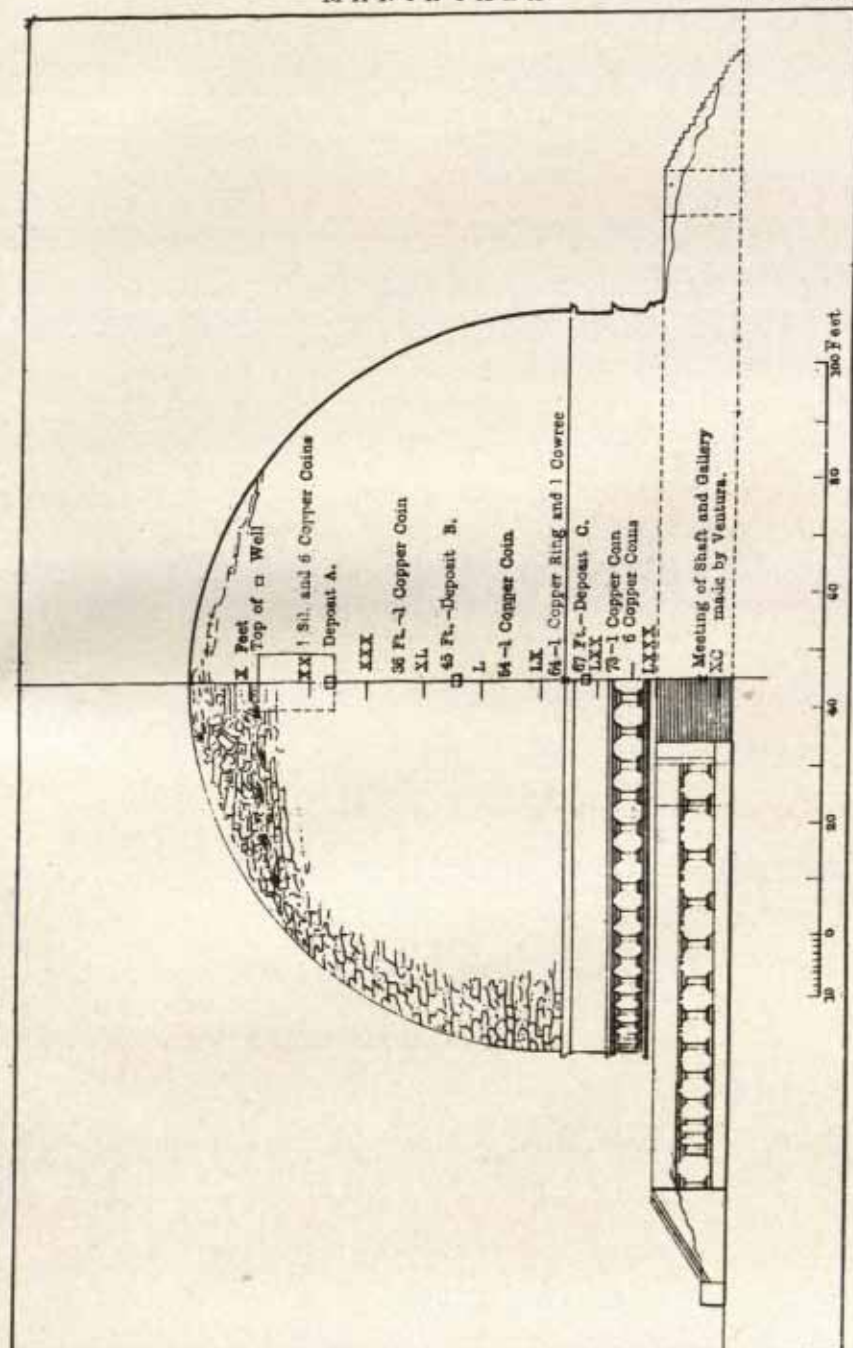 X Feet
Top of □ Well
XX 1 Sil. and 6 Copper Coins
Deposit A.
XXX
36 Ft.-1 Copper Coin
XL
45 Ft.-Deposit B.
L
54-1 Copper Coin
LX
64-1 Copper Ring and 1 Cowree
67 Ft.-Deposit C.
LXX
73-1 Copper Coin
6 Copper Coins
LXXX
Meeting of Shaft and Gallery
XC made by Ventura.
10 0 20 40 60 80 100 Feet